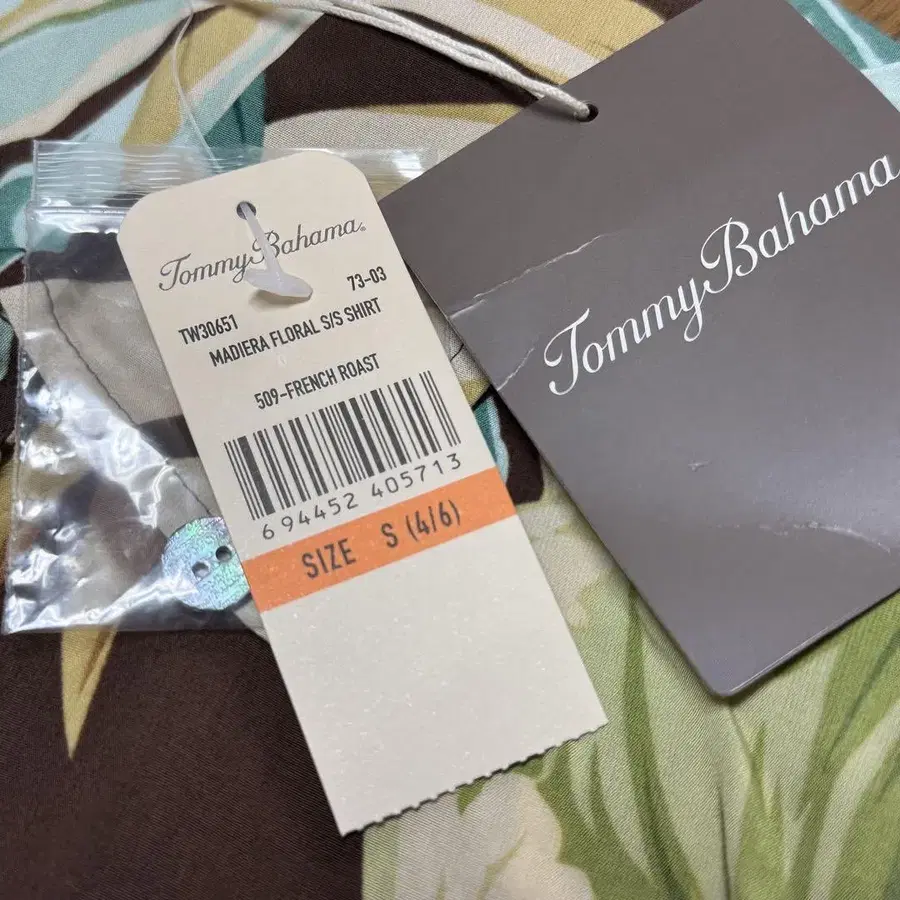 Tommy Bahama®
73-03
TW30651
MADIERA FLORAL S/S SHIRT
509-FRENCH ROAST
694452 405713
SIZE S (4/6)
Tommy Bahama